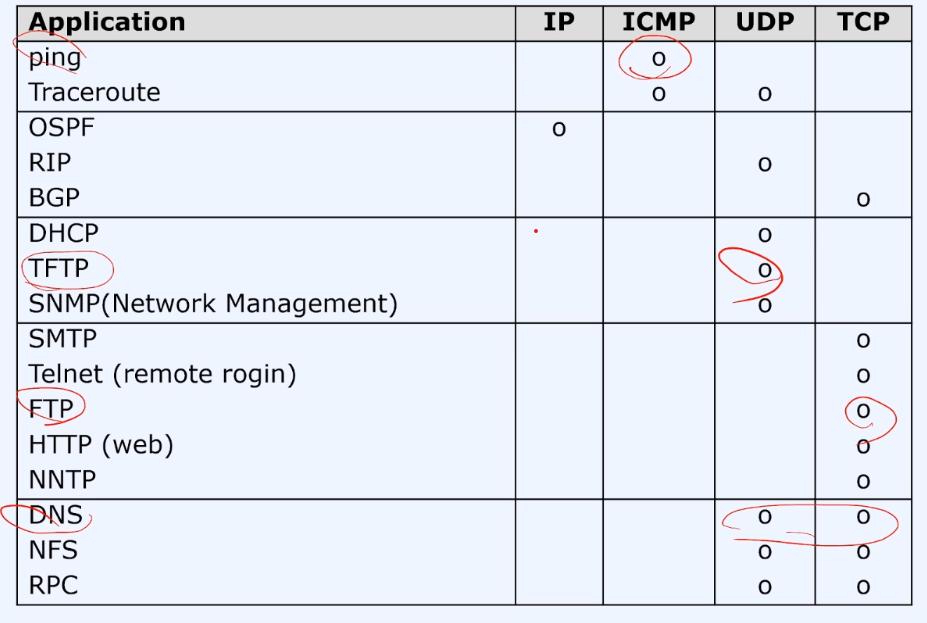 Application IP ICMP UDP TCP
ping o
Traceroute o o
OSPF o
RIP o
BGP o
DHCP o
TFTP o
SNMP(Network Management) o
SMTP o
Telnet (remote rogin) o
FTP o
HTTP (web) o
NNTP o
DNS o o
NFS o o
RPC o o